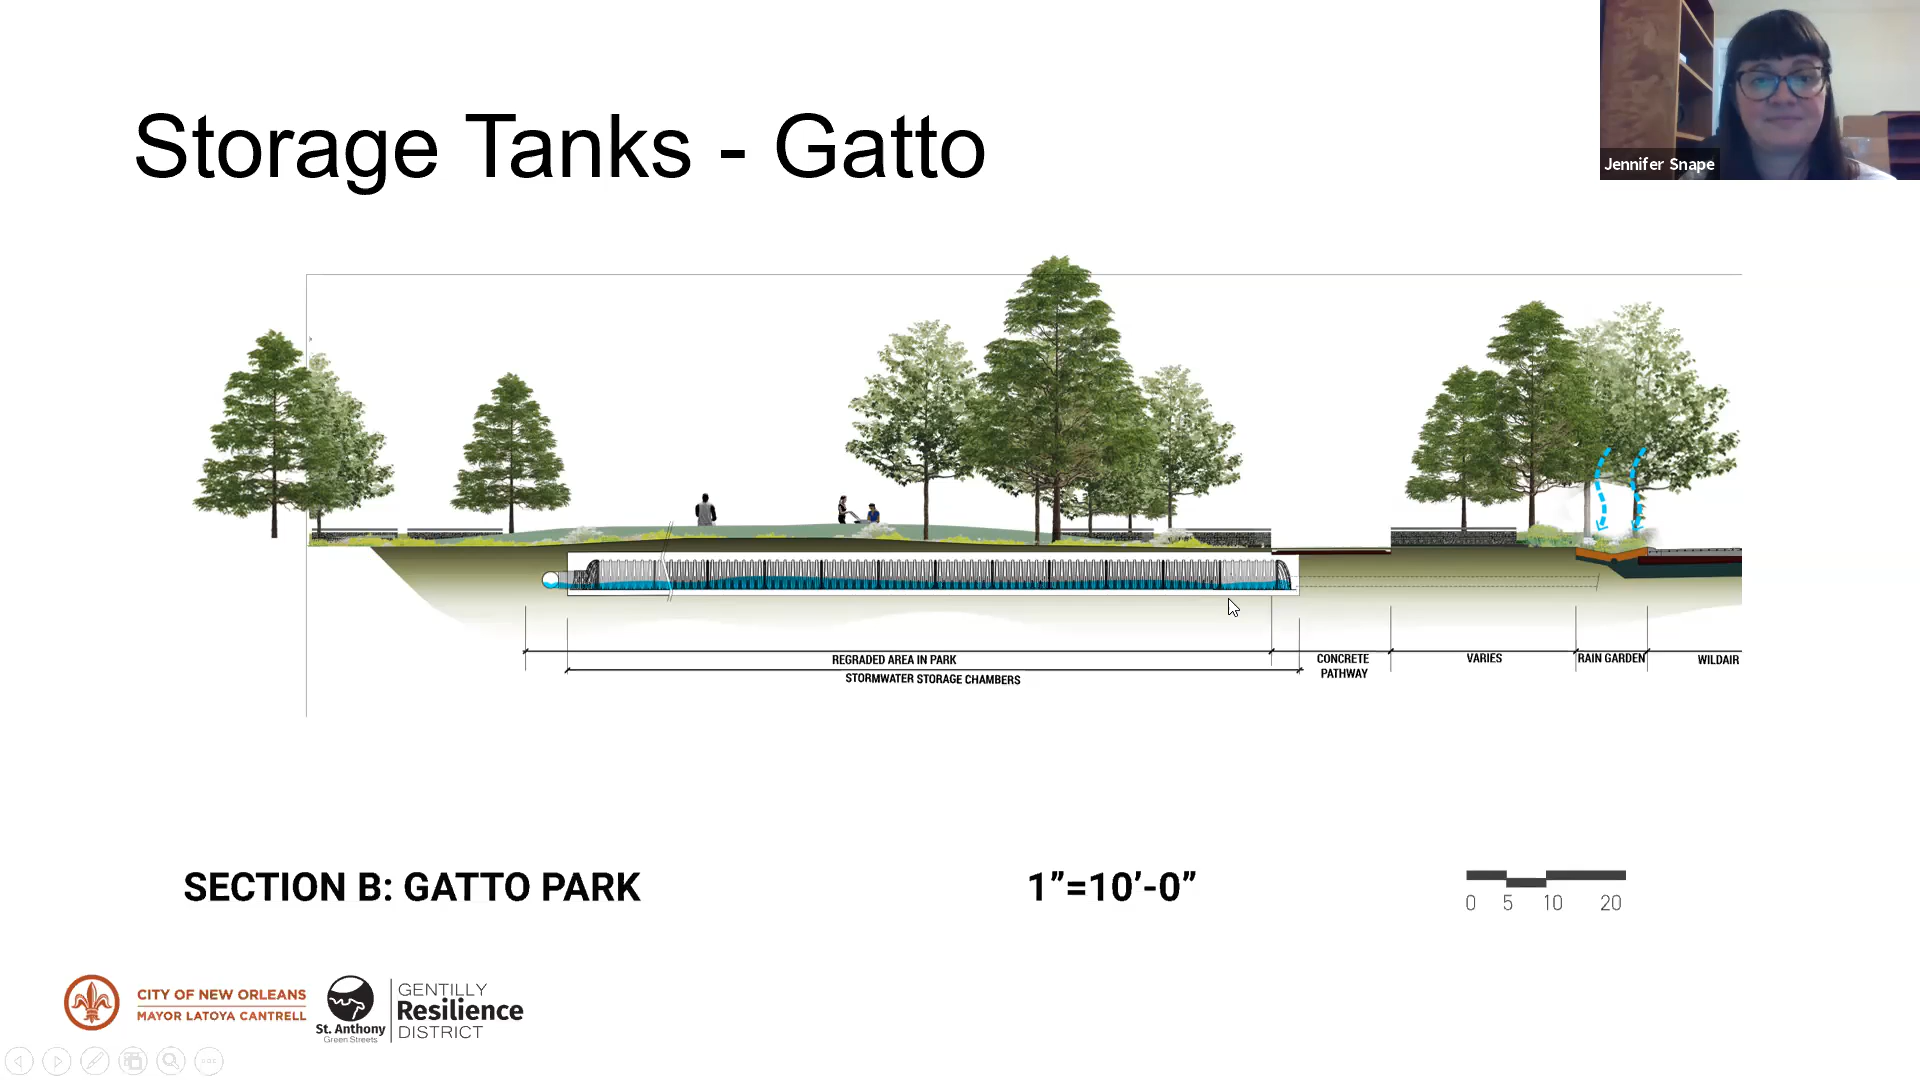 Storage Tanks - Gatto
Jennifer Snape
REGRADED AREA IN PARK
STORMWATER STORAGE CHAMBERS
CONCRETE
PATHWAY
VARIES
RAIN GARDEN
WILDAIR
SECTION B: GATTO PARK
1”=10’-0”
0 5 10 20
CITY OF NEW ORLEANS
MAYOR LATOYA CANTRELL
St. Anthony
Green Streets
GENTILLY
Resilience
DISTRICT